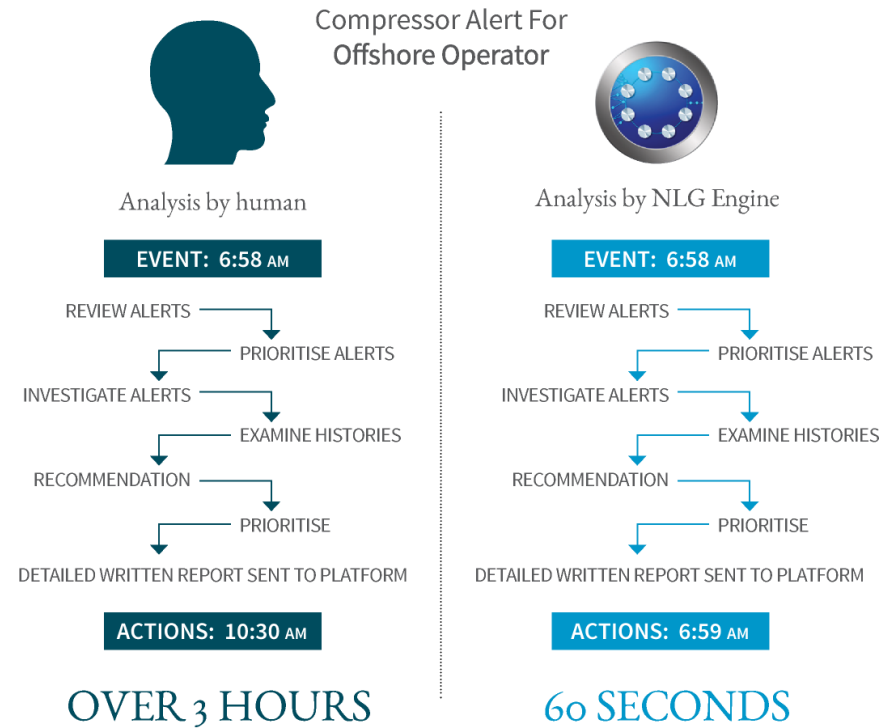 Compressor Alert For
Offshore Operator
Analysis by human
EVENT: 6:58 AM
REVIEW ALERTS
PRIORITISE ALERTS
INVESTIGATE ALERTS
EXAMINE HISTORIES
RECOMMENDATION
PRIORITISE
DETAILED WRITTEN REPORT SENT TO PLATFORM
ACTIONS: 10:30 AM
OVER 3 HOURS
Analysis by NLG Engine
EVENT: 6:58 AM
REVIEW ALERTS
PRIORITISE ALERTS
INVESTIGATE ALERTS
EXAMINE HISTORIES
RECOMMENDATION
PRIORITISE
DETAILED WRITTEN REPORT SENT TO PLATFORM
ACTIONS: 6:59 AM
60 SECONDS